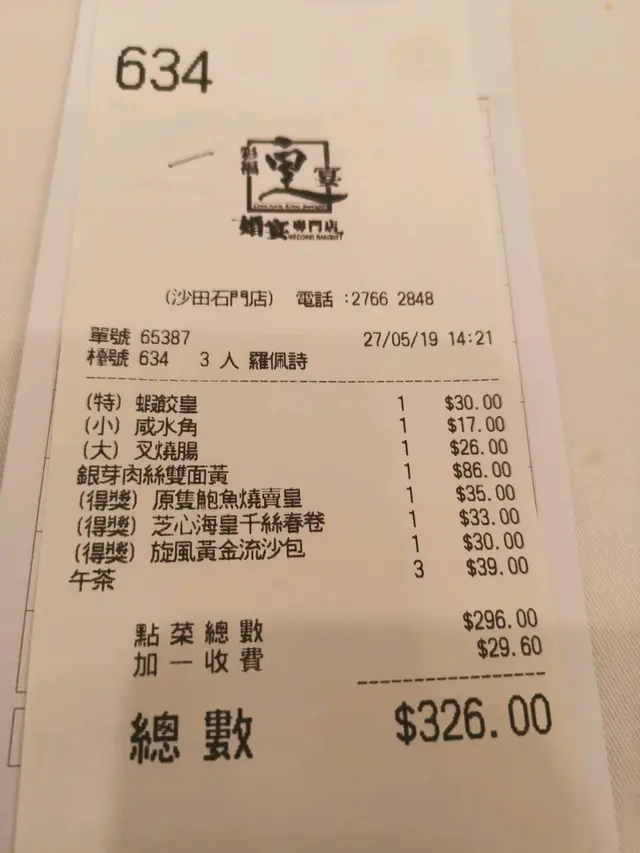 634
婚宴專門店
(沙田石門店) 電話 :2766 2848
單號 65387 27/05/19 14:21
檯號 634 3 人 羅佩詩
(特) 蝦餃皇 1 $30.00
(小) 咸水角 1 $17.00
(大) 叉燒腸 1 $26.00
銀芽肉絲雙面黃 1 $86.00
(得獎) 原隻鮑魚燒賣皇 1 $35.00
(得獎) 芝心海皇千絲春卷 1 $33.00
(得獎) 旋風黃金流沙包 1 $30.00
午茶 3 $39.00
點菜總數 $296.00
加一收費 $29.60
總數 $326.00